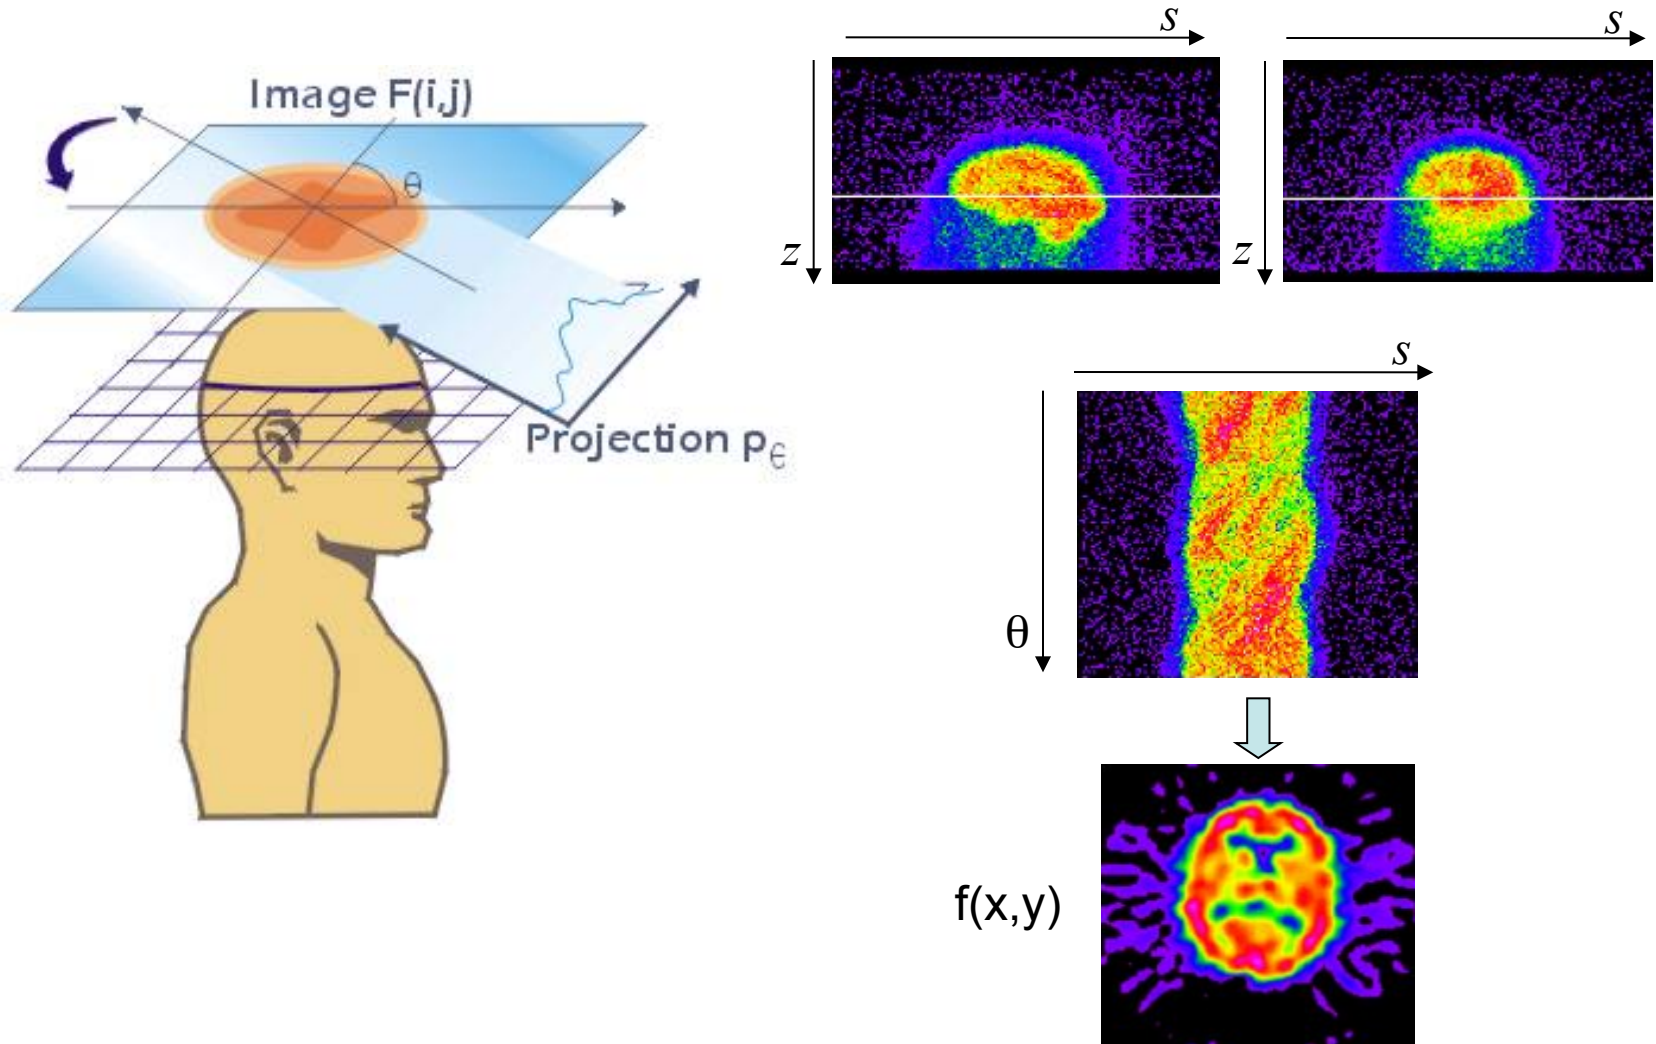 Image F(i,j)
θ
Projection pθ
s
z
s
z
s
θ
f(x,y)